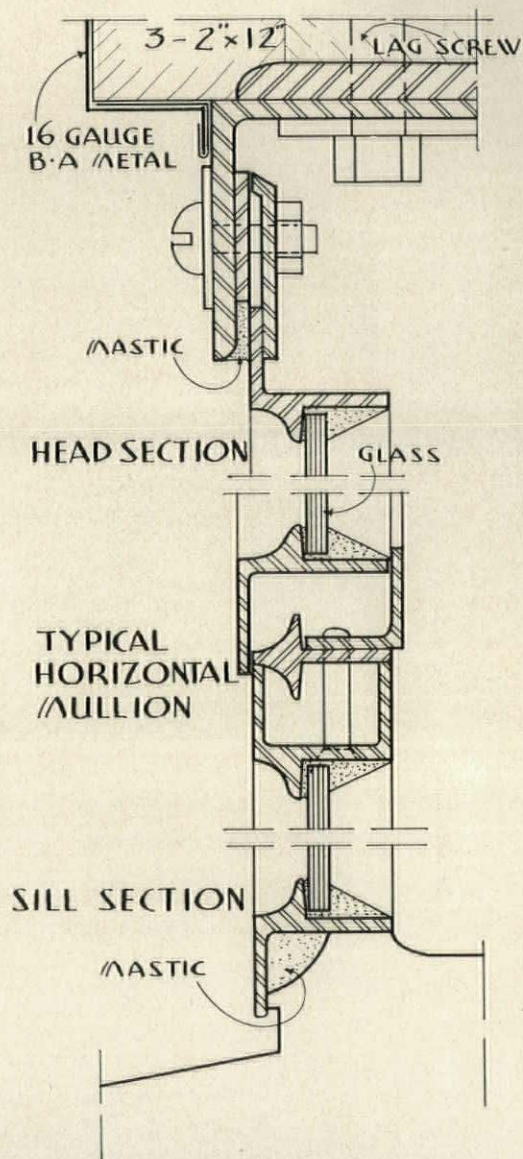 3-2"x12"
LAG SCREW
16 GAUGE
B·A METAL
MASTIC
HEAD SECTION
GLASS
TYPICAL
HORIZONTAL
MULLION
SILL SECTION
MASTIC